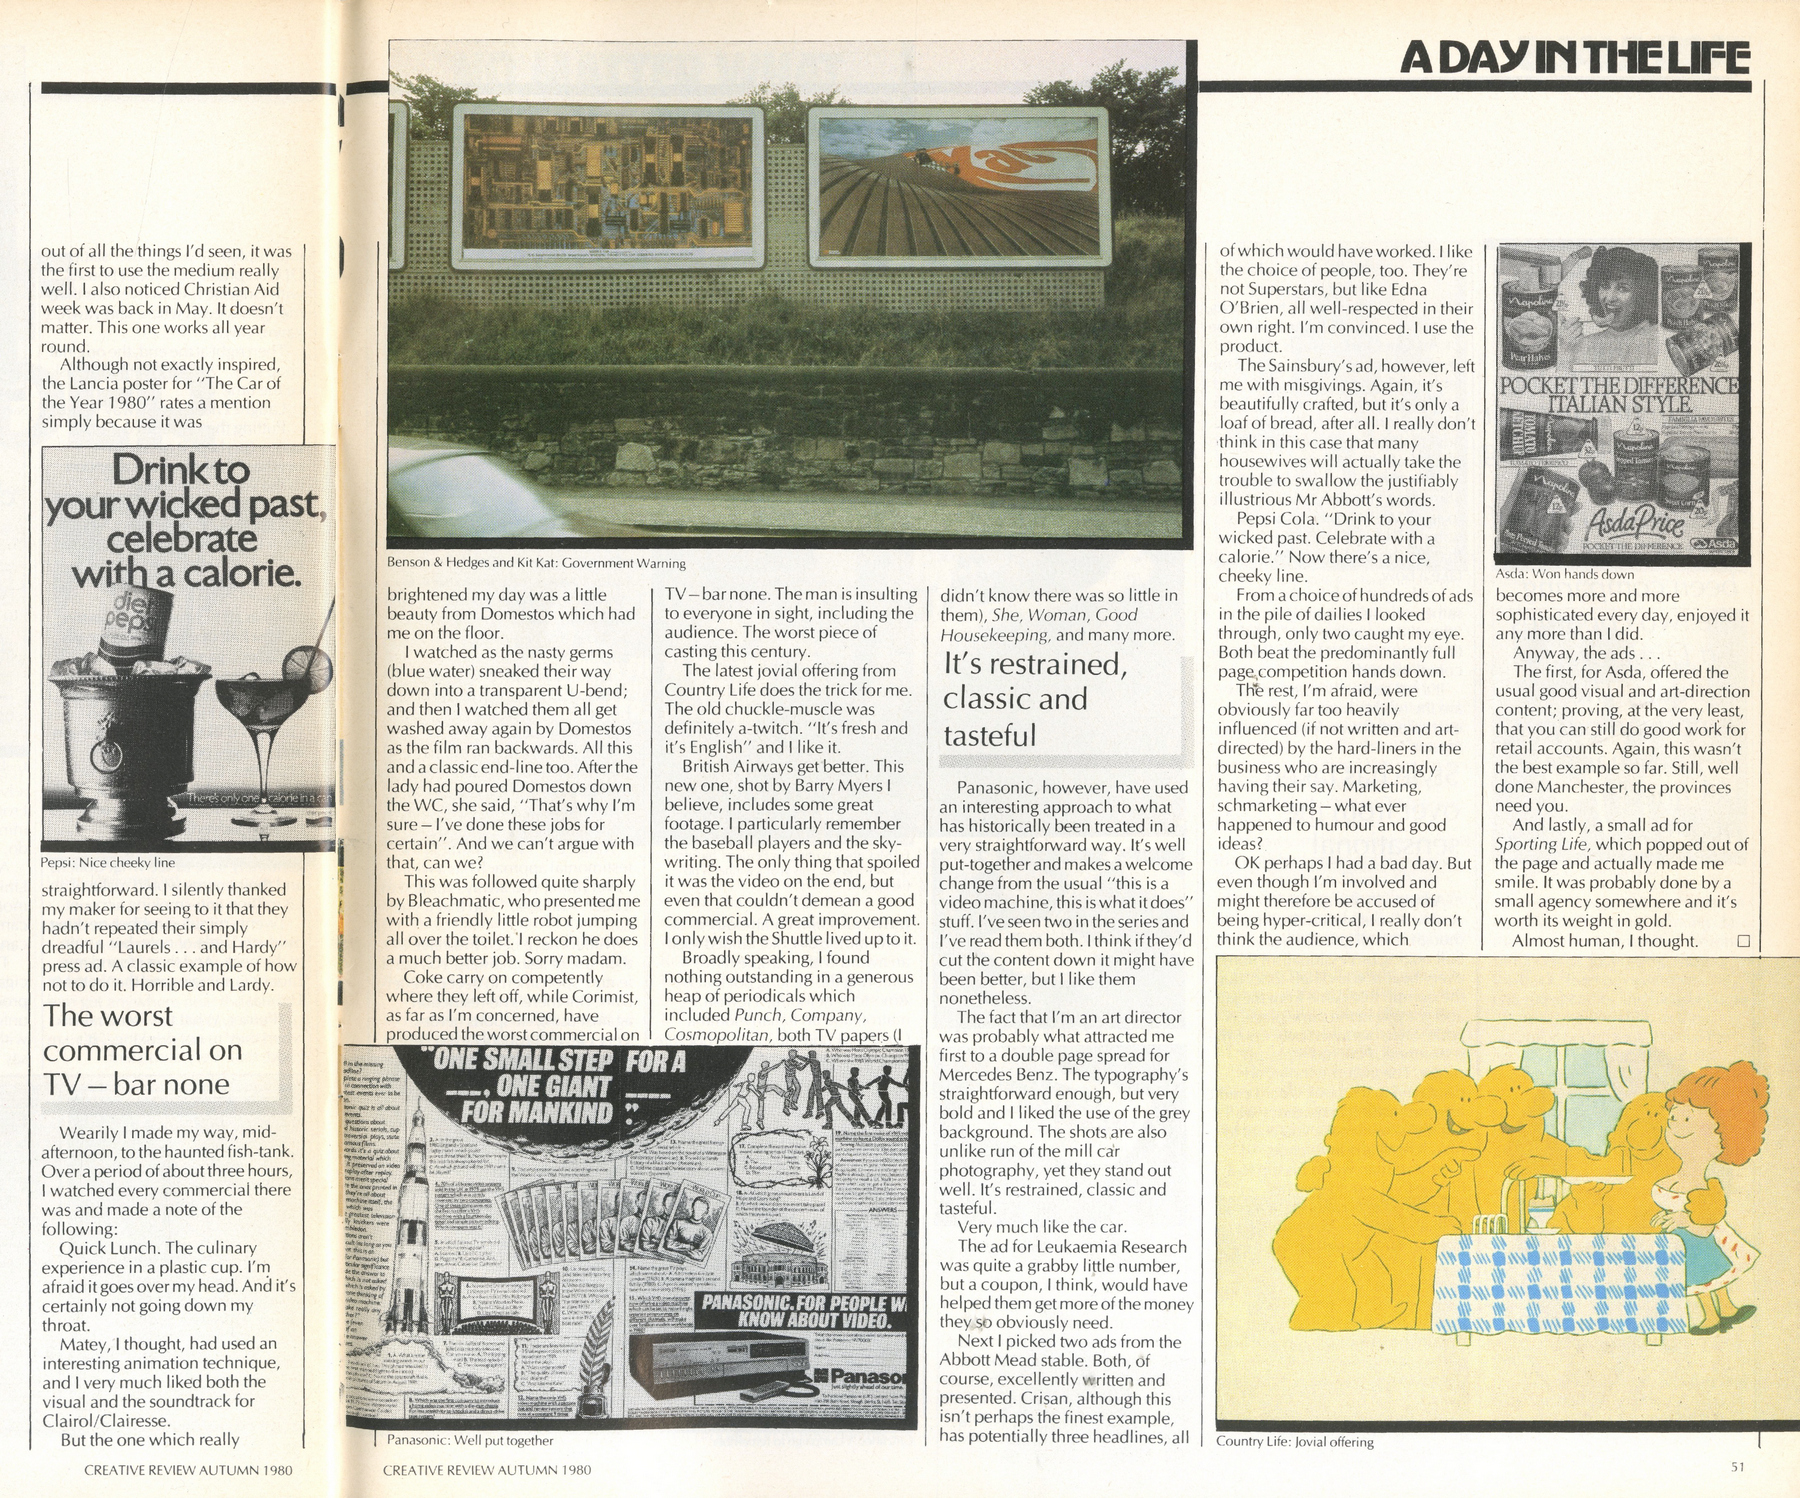 A DAY IN THE LIFE
out of all the things I'd seen, it was
the first to use the medium really
well. I also noticed Christian Aid
week was back in May. It doesn't
matter. This one works all year
round.
Although not exactly inspired,
the Lancia poster for "The Car of
the Year 1980" rates a mention
simply because it was
Drink to
your wicked past,
celebrate
with a calorie.
diet
pepsi
There's only one calorie in a can
Pepsi: Nice cheeky line
straightforward. I silently thanked
my maker for seeing to it that they
hadn't repeated their simply
dreadful "Laurels . . . and Hardy"
press ad. A classic example of how
not to do it. Horrible and Lardy.
The worst
commercial on
TV – bar none
Wearily I made my way, mid-
afternoon, to the haunted fish-tank.
Over a period of about three hours,
I watched every commercial there
was and made a note of the
following:
Quick Lunch. The culinary
experience in a plastic cup. I'm
afraid it goes over my head. And it's
certainly not going down my
throat.
Matey, I thought, had used an
interesting animation technique,
and I very much liked both the
visual and the soundtrack for
Clairol/Clairesse.
But the one which really
CREATIVE REVIEW AUTUMN 1980
Benson & Hedges and Kit Kat: Government Warning
brightened my day was a little
beauty from Domestos which had
me on the floor.
I watched as the nasty germs
(blue water) sneaked their way
down into a transparent U-bend;
and then I watched them all get
washed away again by Domestos
as the film ran backwards. All this
and a classic end-line too. After the
lady had poured Domestos down
the WC, she said, "That's why I'm
sure – I've done these jobs for
certain". And we can't argue with
that, can we?
This was followed quite sharply
by Bleachmatic, who presented me
with a friendly little robot jumping
all over the toilet. I reckon he does
a much better job. Sorry madam.
Coke carry on competently
where they left off, while Corimist,
as far as I'm concerned, have
produced the worst commercial on
TV – bar none. The man is insulting
to everyone in sight, including the
audience. The worst piece of
casting this century.
The latest jovial offering from
Country Life does the trick for me.
The old chuckle-muscle was
definitely a-twitch. "It's fresh and
it's English" and I like it.
British Airways get better. This
new one, shot by Barry Myers I
believe, includes some great
footage. I particularly remember
the baseball players and the sky-
writing. The only thing that spoiled
it was the video on the end, but
even that couldn't demean a good
commercial. A great improvement.
I only wish the Shuttle lived up to it.
Broadly speaking, I found
nothing outstanding in a generous
heap of periodicals which
included Punch, Company,
Cosmopolitan, both TV papers (I
"ONE SMALL STEP FOR A
___, ONE GIANT ____
FOR MANKIND ?"
ANSWERS
PANASONIC. FOR PEOPLE W
KNOW ABOUT VIDEO.
Panaso
Just slightly ahead of our time.
Panasonic: Well put together
CREATIVE REVIEW AUTUMN 1980
didn't know there was so little in
them), She, Woman, Good
Housekeeping, and many more.
It's restrained,
classic and
tasteful
Panasonic, however, have used
an interesting approach to what
has historically been treated in a
very straightforward way. It's well
put-together and makes a welcome
change from the usual "this is a
video machine, this is what it does"
stuff. I've seen two in the series and
I've read them both. I think if they'd
cut the content down it might have
been better, but I like them
nonetheless.
The fact that I'm an art director
was probably what attracted me
first to a double page spread for
Mercedes Benz. The typography's
straightforward enough, but very
bold and I liked the use of the grey
background. The shots are also
unlike run of the mill car
photography, yet they stand out
well. It's restrained, classic and
tasteful.
Very much like the car.
The ad for Leukaemia Research
was quite a grabby little number,
but a coupon, I think, would have
helped them get more of the money
they so obviously need.
Next I picked two ads from the
Abbott Mead stable. Both, of
course, excellently written and
presented. Crisan, although this
isn't perhaps the finest example,
has potentially three headlines, all
of which would have worked. I like
the choice of people, too. They're
not Superstars, but like Edna
O'Brien, all well-respected in their
own right. I'm convinced. I use the
product.
The Sainsbury's ad, however, left
me with misgivings. Again, it's
beautifully crafted, but it's only a
loaf of bread, after all. I really don't
think in this case that many
housewives will actually take the
trouble to swallow the justifiably
illustrious Mr Abbott's words.
Pepsi Cola. "Drink to your
wicked past. Celebrate with a
calorie." Now there's a nice,
cheeky line.
From a choice of hundreds of ads
in the pile of dailies I looked
through, only two caught my eye.
Both beat the predominantly full
page competition hands down.
The rest, I'm afraid, were
obviously far too heavily
influenced (if not written and art-
directed) by the hard-liners in the
business who are increasingly
having their say. Marketing,
schmarketing – what ever
happened to humour and good
ideas?
OK perhaps I had a bad day. But
even though I'm involved and
might therefore be accused of
being hyper-critical, I really don't
think the audience, which
Napolina
Pear Halves
POCKET THE DIFFERENCE
ITALIAN STYLE
TOMATO KETCHUP
Napolina
AsdaPrice
POCKET THE DIFFERENCE
Asda
Asda: Won hands down
becomes more and more
sophisticated every day, enjoyed it
any more than I did.
Anyway, the ads . . .
The first, for Asda, offered the
usual good visual and art-direction
content; proving, at the very least,
that you can still do good work for
retail accounts. Again, this wasn't
the best example so far. Still, well
done Manchester, the provinces
need you.
And lastly, a small ad for
Sporting Life, which popped out of
the page and actually made me
smile. It was probably done by a
small agency somewhere and it's
worth its weight in gold.
Almost human, I thought.
Country Life: Jovial offering
51